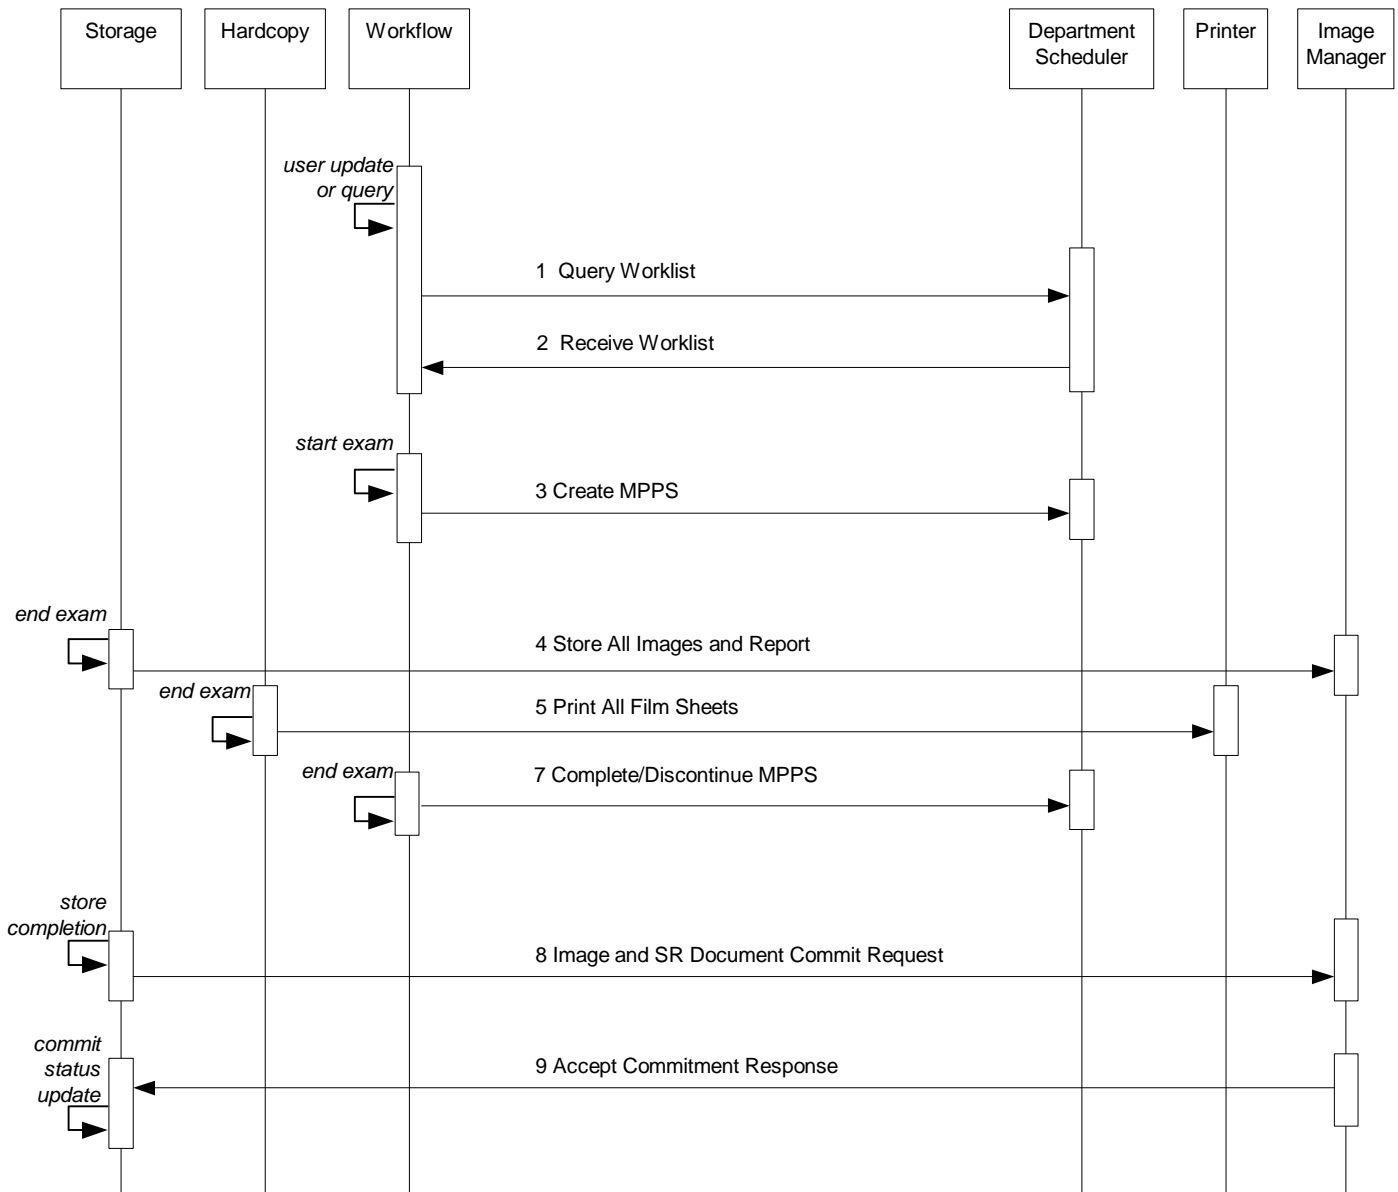 Storage
Hardcopy
Workflow
Department
Scheduler
Printer
Image
Manager
user update
or query
1 Query Worklist
2 Receive Worklist
start exam
3 Create MPPS
end exam
4 Store All Images and Report
end exam
5 Print All Film Sheets
end exam
7 Complete/Discontinue MPPS
store
completion
8 Image and SR Document Commit Request
commit
status
update
9 Accept Commitment Response